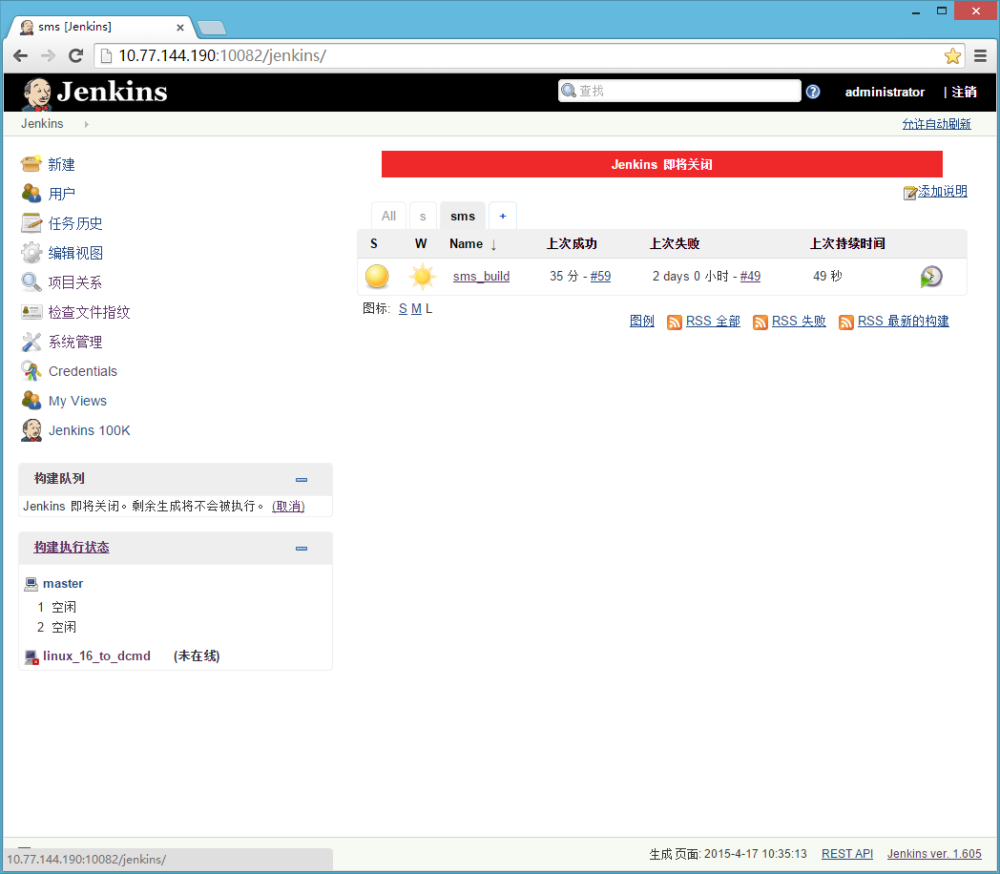 sms [Jenkins]
10.77.144.190:10082/jenkins/
Jenkins
查找
administrator
| 注销
Jenkins
允许自动刷新
新建
用户
任务历史
编辑视图
项目关系
检查文件指纹
系统管理
Credentials
My Views
Jenkins 100K
Jenkins 即将关闭
添加说明
All s sms +
S W Name ↓ 上次成功 上次失败 上次持续时间
sms_build 35 分 - #59 2 days 0 小时 - #49 49 秒
图标: S M L
图例 RSS 全部 RSS 失败 RSS 最新的构建
构建队列
Jenkins 即将关闭。剩余生成将不会被执行。 (取消)
构建执行状态
master
1 空闲
2 空闲
linux_16_to_dcmd (未在线)
10.77.144.190:10082/jenkins/
生成页面: 2015-4-17 10:35:13 REST API Jenkins ver. 1.605